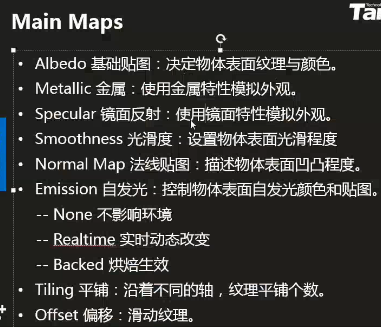 Main Maps
Tar
• Albedo 基础贴图：决定物体表面纹理与颜色。
• Metallic 金属：使用金属特性模拟外观。
• Specular 镜面反射：使用镜面特性模拟外观。
• Smoothness 光滑度：设置物体表面光滑程度
• Normal Map 法线贴图：描述物体表面凹凸程度。
• Emission 自发光：控制物体表面自发光颜色和贴图。
-- None 不影响环境
-- Realtime 实时动态改变
-- Backed 烘焙生效
• Tiling 平铺：沿着不同的轴，纹理平铺个数。
• Offset 偏移：滑动纹理。